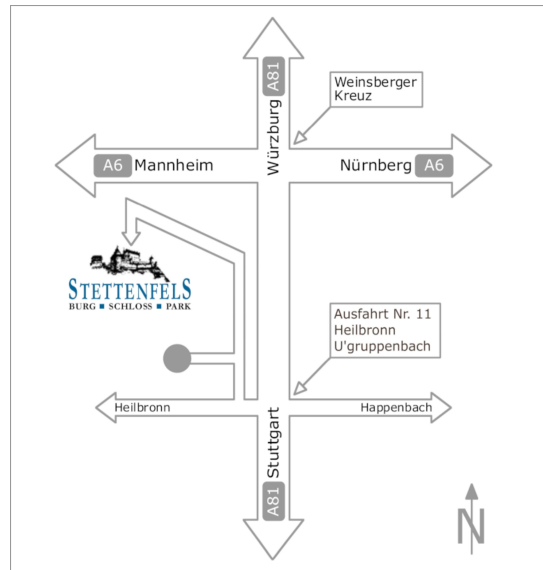 A81
Würzburg
Weinsberger
Kreuz
A6 Mannheim
Nürnberg A6
STETTENFELS
BURG ■ SCHLOSS ■ PARK
Ausfahrt Nr. 11
Heilbronn
U'gruppenbach
Heilbronn
Happenbach
Stuttgart
A81
N